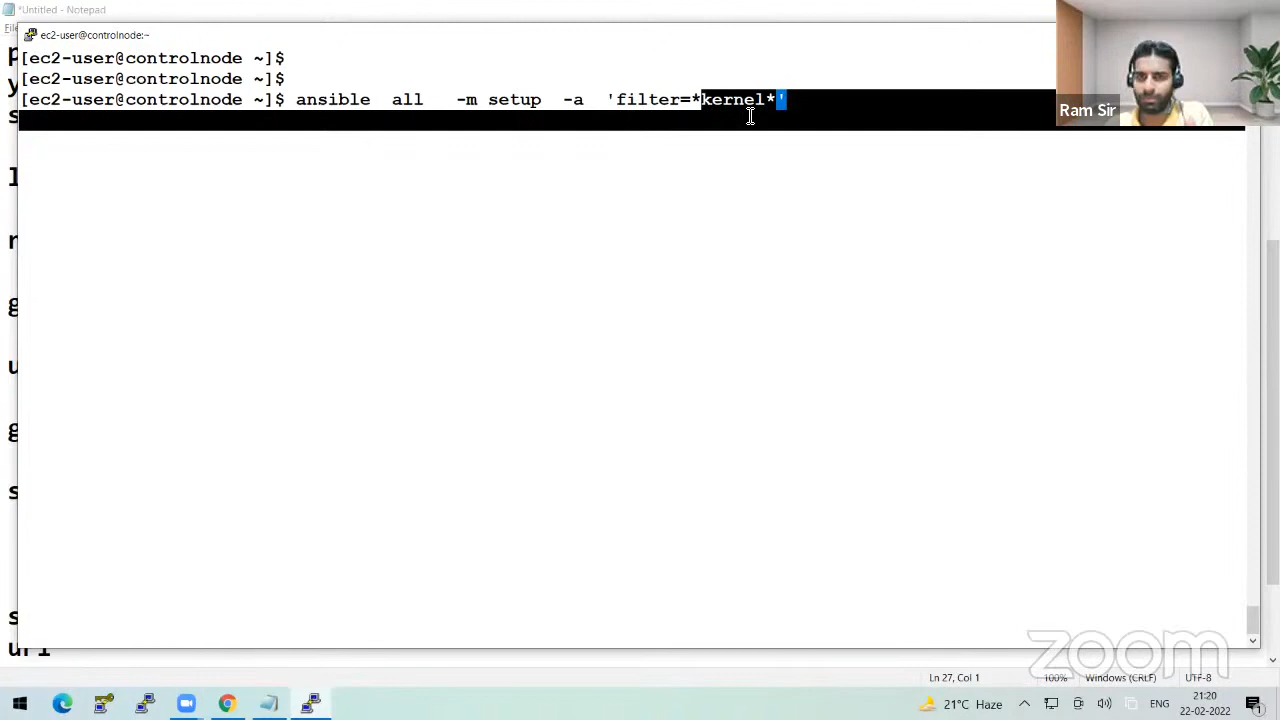 *Untitled - Notepad
File
ec2-user@controlnode:~
[ec2-user@controlnode ~]$
[ec2-user@controlnode ~]$
[ec2-user@controlnode ~]$ ansible  all   -m setup  -a  'filter=*kernel*'
Ram Sir
zoom
Ln 27, Col 1
100%
Windows (CRLF)
UTF-8
21°C Haze
ENG
21:20
22-02-2022
1